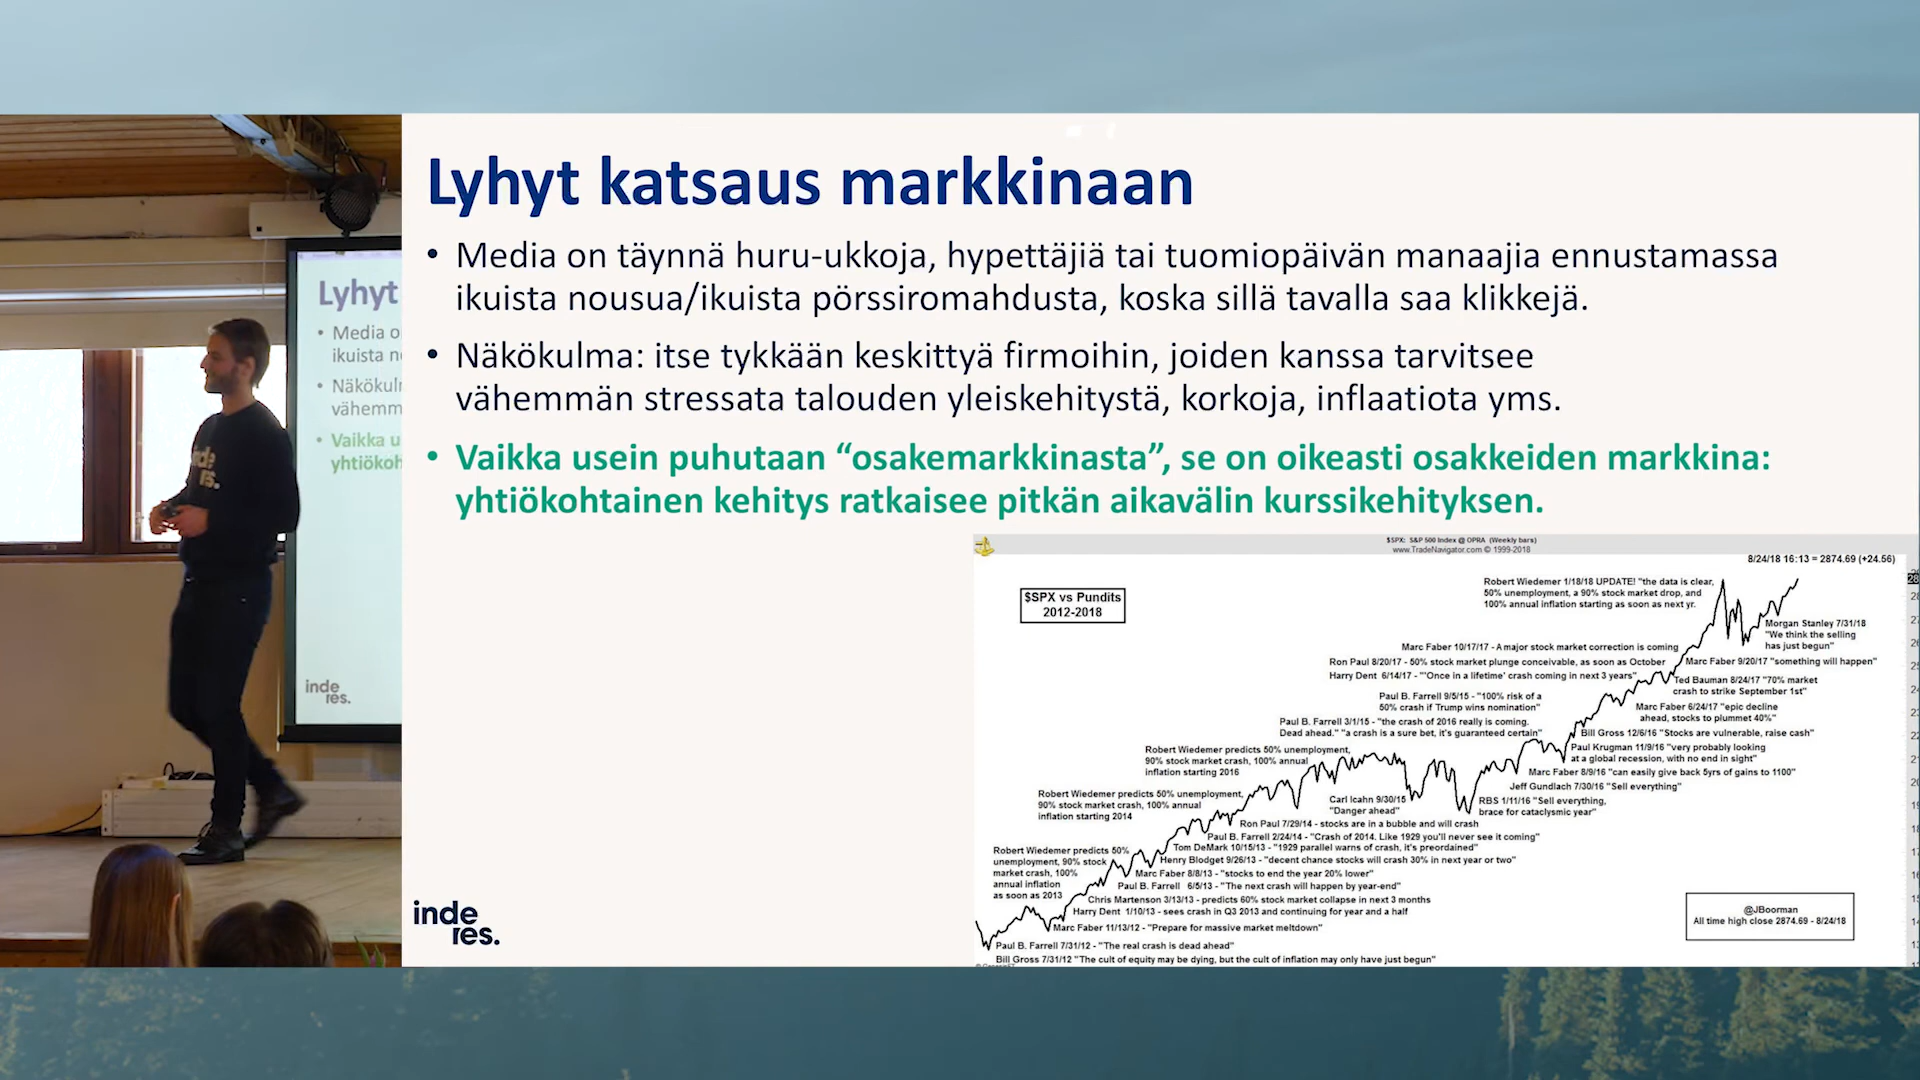 Lyhyt katsaus markkinaan
• Media on täynnä huru-ukkoja, hypettäjiä tai tuomiopäivän manaajia ennustamassa
ikuista nousua/ikuista pörssiromahdusta, koska sillä tavalla saa klikkejä.
• Näkökulma: itse tykkään keskittyä firmoihin, joiden kanssa tarvitsee
vähemmän stressata talouden yleiskehitystä, korkoja, inflaatiota yms.
• Vaikka usein puhutaan “osakemarkkinasta”, se on oikeasti osakkeiden markkina:
yhtiökohtainen kehitys ratkaisee pitkän aikavälin kurssikehityksen.
$SPX: S&P 500 Index @ OPRA (Weekly bars)
www.TradeNavigator.com © 1999-2018
8/24/18 16:13 = 2874.69 (+24.56)
$SPX vs Pundits
2012-2018
Robert Wiedemer 1/18/18 UPDATE! "the data is clear,
50% unemployment, a 90% stock market drop, and
100% annual inflation starting as soon as next yr.
Morgan Stanley 7/31/18
"We think the selling
has just begun"
Marc Faber 10/17/17 - A major stock market correction is coming
Ron Paul 8/20/17 - 50% stock market plunge conceivable, as soon as October
Marc Faber 9/20/17 "something will happen"
Harry Dent 6/14/17 - "'Once in a lifetime' crash coming in next 3 years"
Ted Bauman 8/24/17 "70% market
crash to strike September 1st"
Paul B. Farrell 9/5/15 - "100% risk of a
50% crash if Trump wins nomination"
Marc Faber 6/24/17 "epic decline
ahead, stocks to plummet 40%"
Paul B. Farrell 3/1/15 - "the crash of 2016 really is coming.
Dead ahead." "a crash is a sure bet, it's guaranteed certain"
Bill Gross 12/6/16 "Stocks are vulnerable, raise cash"
Robert Wiedemer predicts 50% unemployment,
90% stock market crash, 100% annual
inflation starting 2016
Paul Krugman 11/9/16 "very probably looking
at a global recession, with no end in sight"
Marc Faber 8/9/16 "can easily give back 5yrs of gains to 1100"
Jeff Gundlach 7/30/16 "Sell everything"
Robert Wiedemer predicts 50% unemployment,
90% stock market crash, 100% annual
inflation starting 2014
Carl Icahn 9/30/15
"Danger ahead"
RBS 1/11/16 "Sell everything,
brace for cataclysmic year"
Ron Paul 7/29/14 - stocks are in a bubble and will crash
Paul B. Farrell 2/24/14 - "Crash of 2014. Like 1929 you'll never see it coming"
Tom DeMark 10/15/13 - "1929 parallel warns of crash, it's preordained"
Robert Wiedemer predicts 50%
unemployment, 90% stock
market crash, 100%
annual inflation
as soon as 2013
Henry Blodget 9/26/13 - "decent chance stocks will crash 30% in next year or two"
Marc Faber 8/8/13 - "stocks to end the year 20% lower"
Paul B. Farrell 6/5/13 - "The next crash will happen by year-end"
Chris Martenson 3/13/13 - predicts 60% stock market collapse in next 3 months
Harry Dent 1/10/13 - sees crash in Q3 2013 and continuing for year and a half
Marc Faber 11/13/12 - "Prepare for massive market meltdown"
Paul B. Farrell 7/31/12 - "The real crash is dead ahead"
Bill Gross 7/31/12 "The cult of equity may be dying, but the cult of inflation may only have just begun"
@JBoorman
All time high close 2874.69 - 8/24/18
inde
res.
Lyhyt
• Media o
ikuista n
• Näkökul
vähemm
• Vaikka u
yhtiökoh
inde
res.
inde
res.